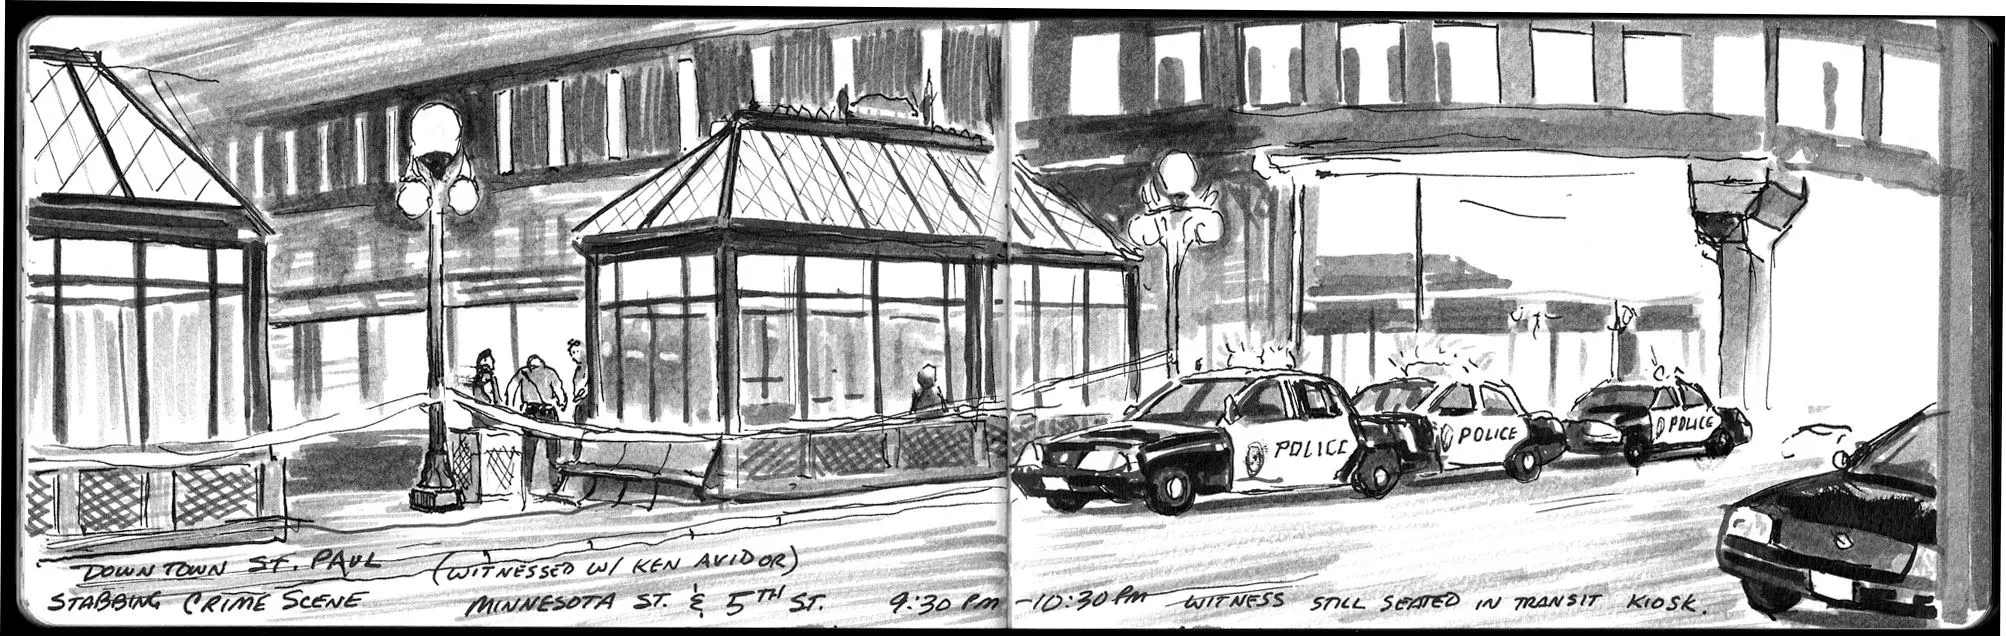 POLICE
POLICE
POLICE
DOWNTOWN ST. PAUL (WITNESSED W/ KEN AVIDOR)
STABBING CRIME SCENE MINNESOTA ST. & 5TH ST. 9:30 PM -10:30 PM WITNESS STILL SEATED IN TRANSIT KIOSK.